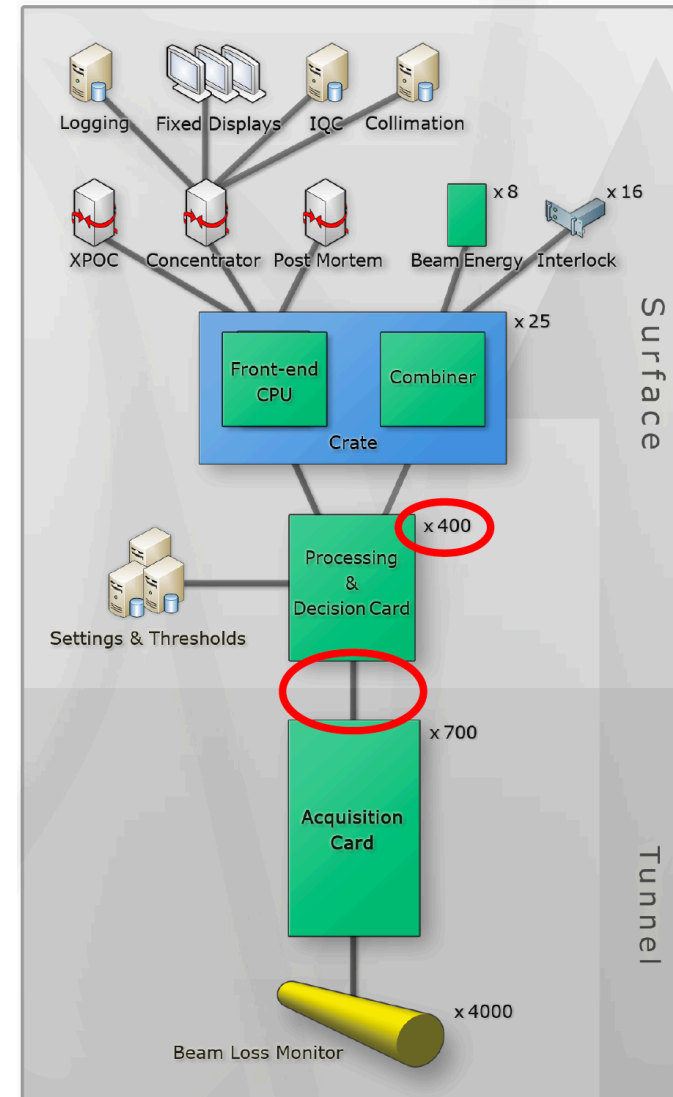 Logging
Fixed Displays
IQC
Collimation
x 8
x 16
XPOC
Concentrator
Post Mortem
Beam Energy
Interlock
x 25
Front-end
CPU
Combiner
Crate
Surface
x 400
Processing
&
Decision Card
Settings & Thresholds
x 700
Acquisition
Card
Tunnel
x 4000
Beam Loss Monitor